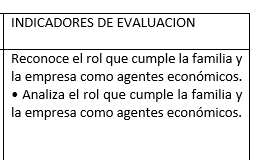 INDICADORES DE EVALUACION
Reconoce el rol que cumple la familia y
la empresa como agentes económicos.
• Analiza el rol que cumple la familia y
la empresa como agentes económicos.